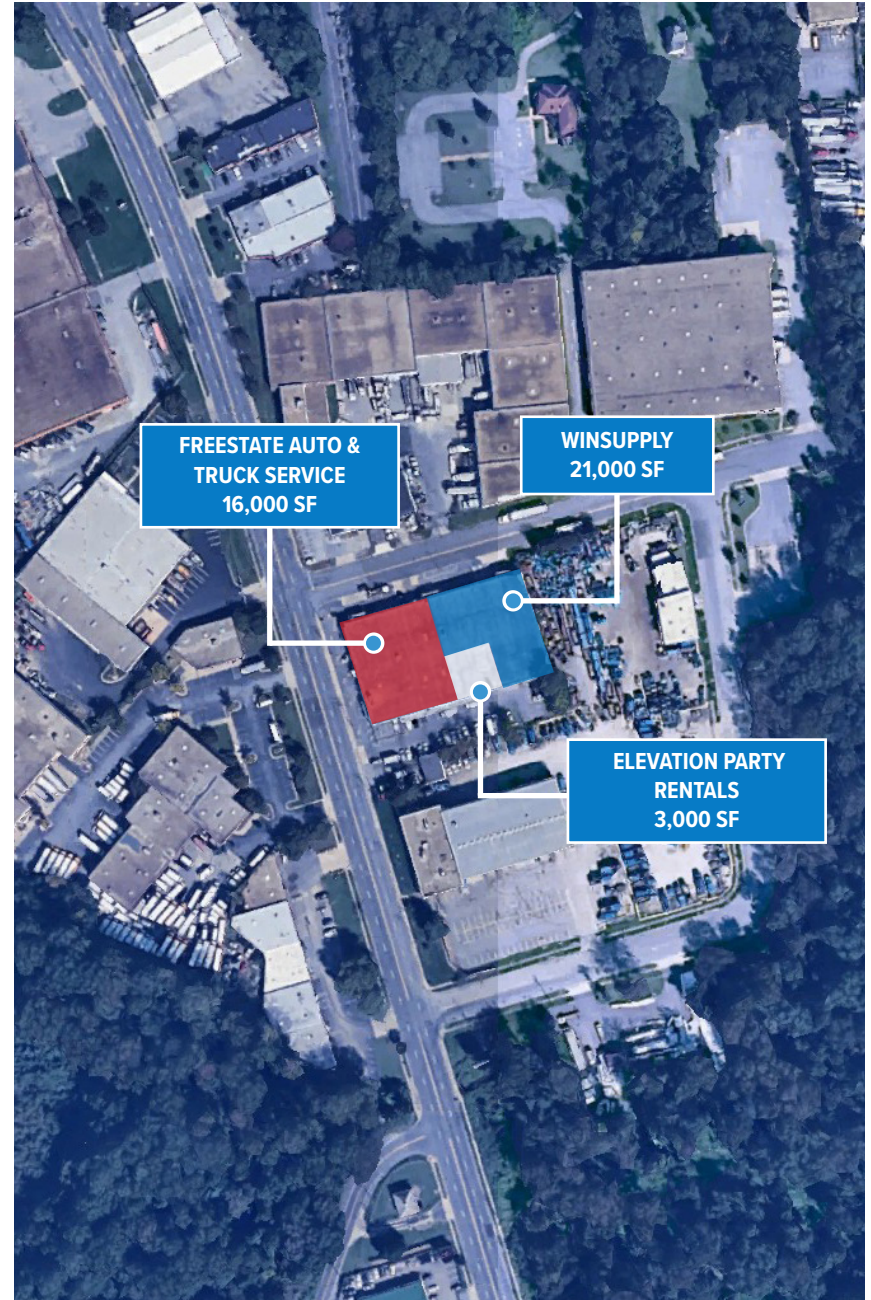 FREESTATE AUTO &
TRUCK SERVICE
16,000 SF
WINSUPPLY
21,000 SF
ELEVATION PARTY
RENTALS
3,000 SF